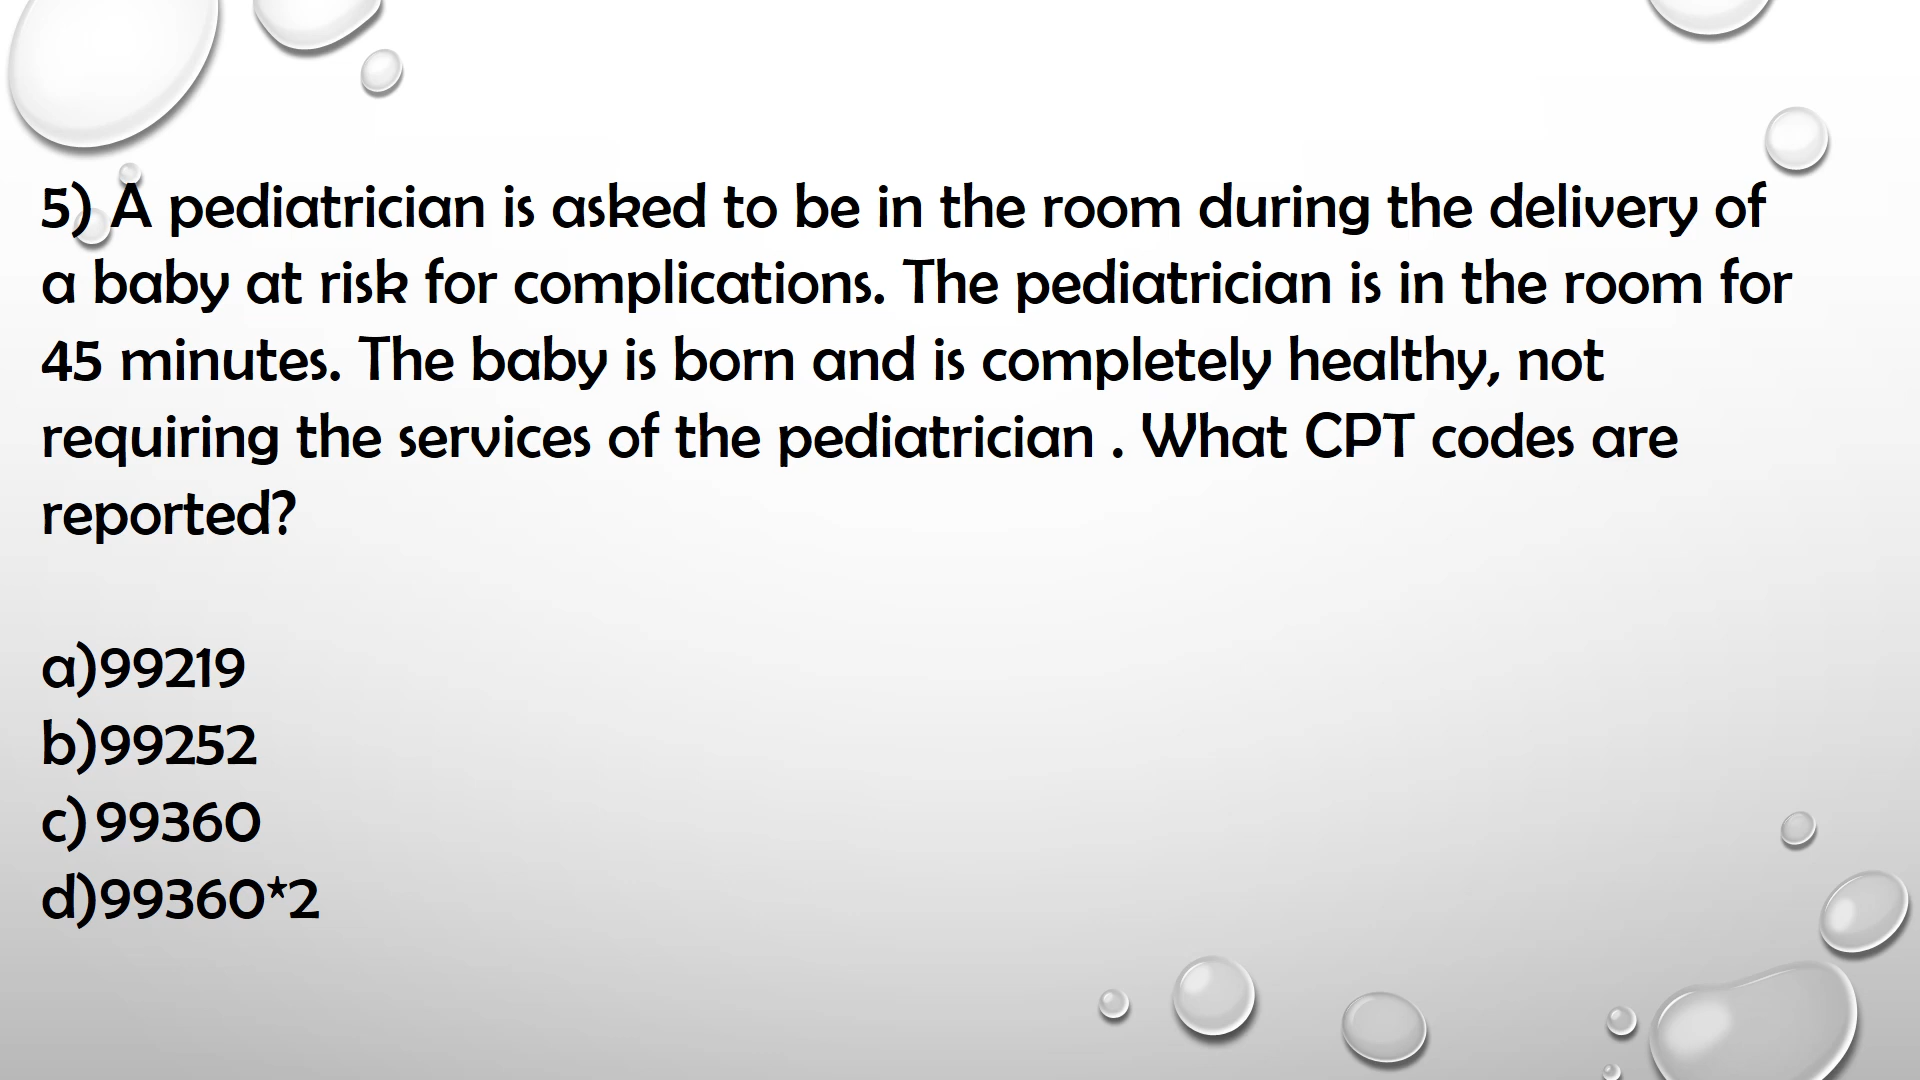 5) A pediatrician is asked to be in the room during the delivery of
a baby at risk for complications. The pediatrician is in the room for
45 minutes. The baby is born and is completely healthy, not
requiring the services of the pediatrician . What CPT codes are
reported?
a)99219
b)99252
c) 99360
d)99360*2